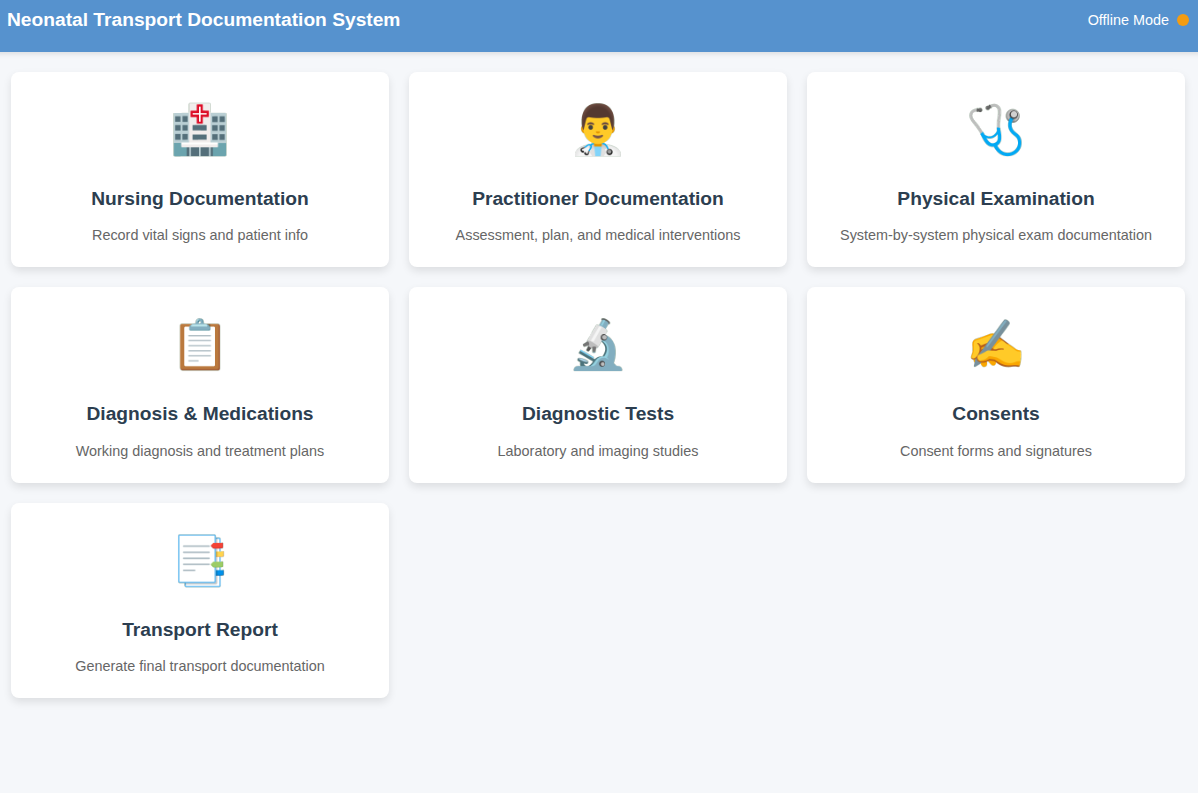 Neonatal Transport Documentation System
Offline Mode
Nursing Documentation
Record vital signs and patient info
Practitioner Documentation
Assessment, plan, and medical interventions
Physical Examination
System-by-system physical exam documentation
Diagnosis & Medications
Working diagnosis and treatment plans
Diagnostic Tests
Laboratory and imaging studies
Consents
Consent forms and signatures
Transport Report
Generate final transport documentation